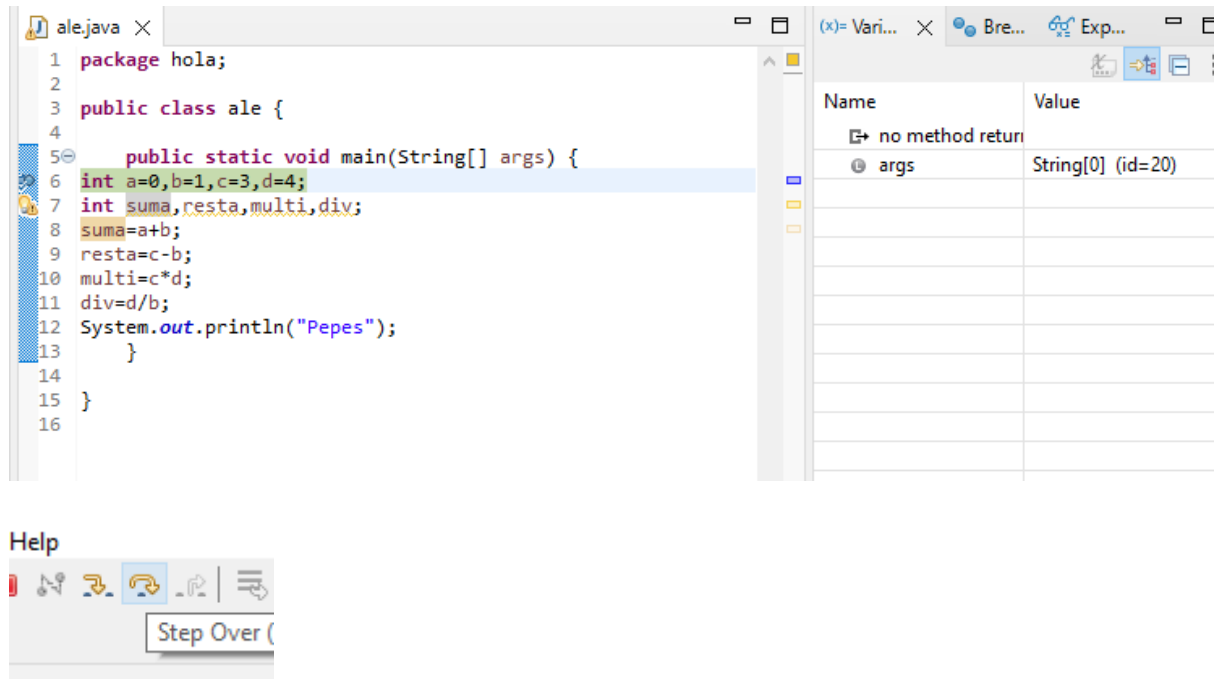 ale.java
1 package hola;
2
3 public class ale {
4
5 public static void main(String[] args) {
6 int a=0,b=1,c=3,d=4;
7 int suma,resta,multi,div;
8 suma=a+b;
9 resta=c-b;
10 multi=c*d;
11 div=d/b;
12 System.out.println("Pepes");
13 }
14
15 }
16
(x)= Vari... Bre... Exp...
Name Value
no method return
args String[0] (id=20)
Help
Step Over (